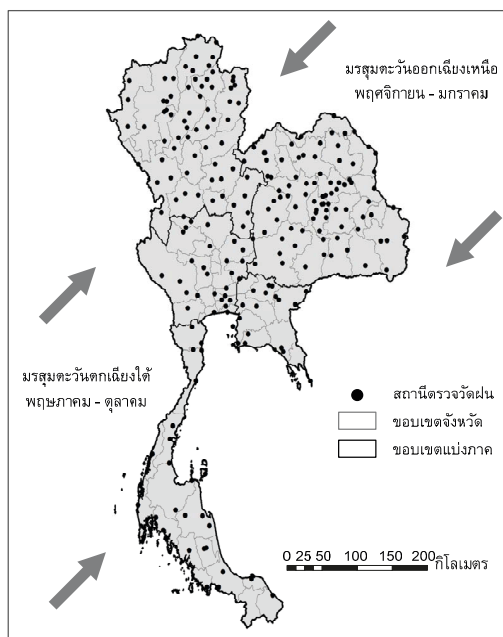 มรสุมตะวันออกเฉียงเหนือ
พฤศจิกายน - มกราคม
มรสุมตะวันตกเฉียงใต้
พฤษภาคม - ตุลาคม
สถานีตรวจวัดฝน
ขอบเขตจังหวัด
ขอบเขตแบ่งภาค
0 25 50 100 150 200 กิโลเมตร